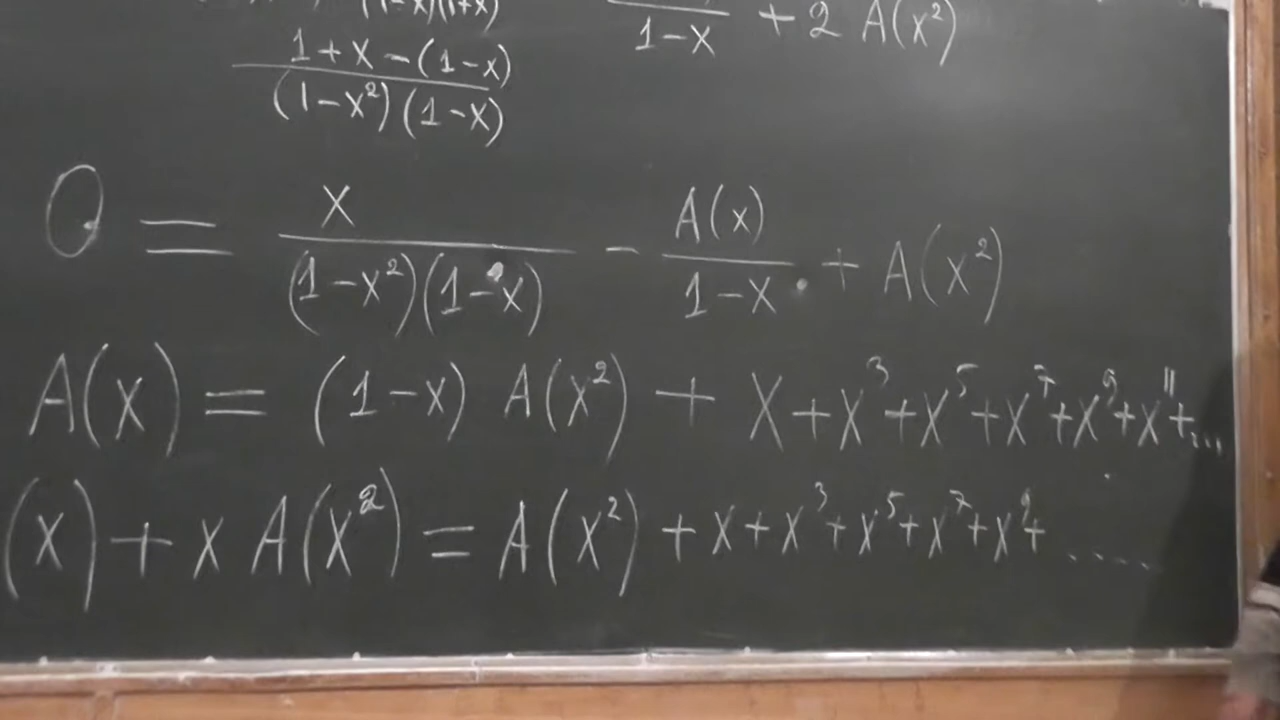 (1-x)(1+x)
1+x-(1-x) / (1-x²)(1-x)
1-x + 2 A(x²)
0 = x / (1-x²)(1-x) - A(x) / 1-x + A(x²)
A(x) = (1-x) A(x²) + x+x³+x⁵+x⁷+x⁹+x¹¹+...
(x) + x A(x²) = A(x²) + x+x³+x⁵+x⁷+x⁹+ .....